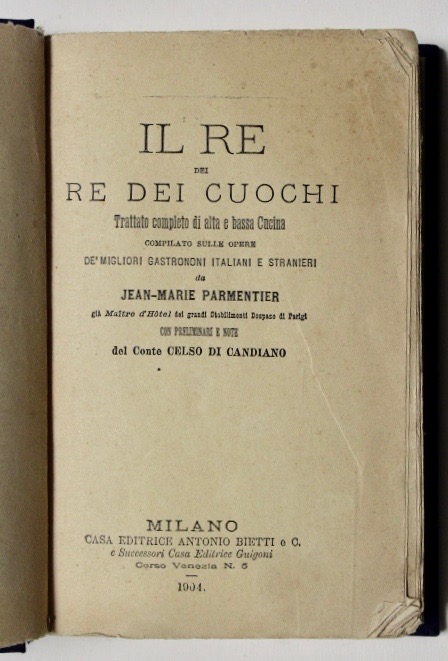 IL RE
DEI
RE DEI CUOCHI
Trattato completo di alta e bassa Cucina
COMPILATO SULLE OPERE
DE' MIGLIORI GASTRONONI ITALIANI E STRANIERI
da
JEAN-MARIE PARMENTIER
già Maître d'Hôtel dei grandi Stabilimenti Despaso di Parigi
CON PRELIMINARI E NOTE
del Conte CELSO DI CANDIANO
MILANO
CASA EDITRICE ANTONIO BIETTI e C.
e Successori Casa Editrice Guigoni
Corso Venezia N. 5
1904.